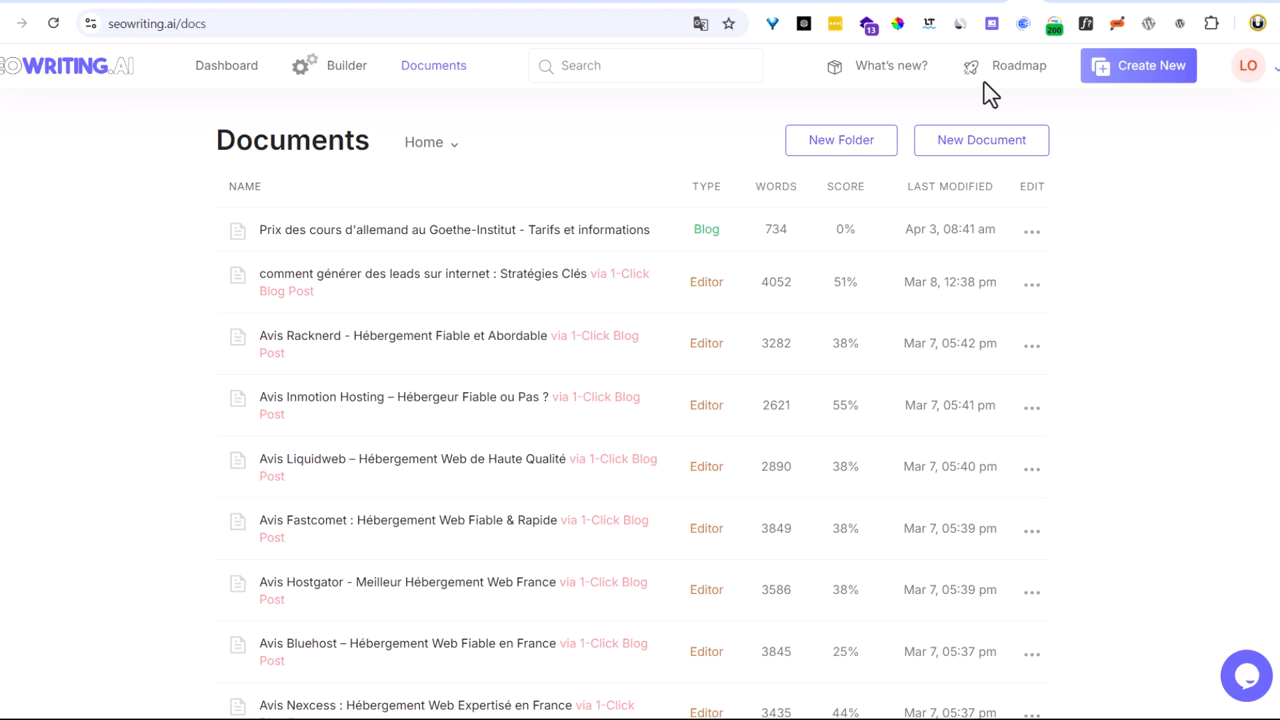 seowriting.ai/docs
13
LT
200
f?
EOWRITING.AI
Dashboard
Builder
Documents
Search
What's new?
Roadmap
Create New
LO
Documents
Home
New Folder
New Document
NAME
TYPE
WORDS
SCORE
LAST MODIFIED
EDIT
Prix des cours d'allemand au Goethe-Institut - Tarifs et informations
Blog
734
0%
Apr 3, 08:41 am
comment générer des leads sur internet : Stratégies Clés via 1-Click
Blog Post
Editor
4052
51%
Mar 8, 12:38 pm
Avis Racknerd - Hébergement Fiable et Abordable via 1-Click Blog
Post
Editor
3282
38%
Mar 7, 05:42 pm
Avis Inmotion Hosting – Hébergeur Fiable ou Pas ? via 1-Click Blog
Post
Editor
2621
55%
Mar 7, 05:41 pm
Avis Liquidweb – Hébergement Web de Haute Qualité via 1-Click Blog
Post
Editor
2890
38%
Mar 7, 05:40 pm
Avis Fastcomet : Hébergement Web Fiable & Rapide via 1-Click Blog
Post
Editor
3849
38%
Mar 7, 05:39 pm
Avis Hostgator - Meilleur Hébergement Web France via 1-Click Blog
Post
Editor
3586
38%
Mar 7, 05:39 pm
Avis Bluehost – Hébergement Web Fiable en France via 1-Click Blog
Post
Editor
3845
25%
Mar 7, 05:37 pm
Avis Nexcess : Hébergement Web Expertisé en France via 1-Click
Editor
3435
44%
Mar 7, 05:37 pm